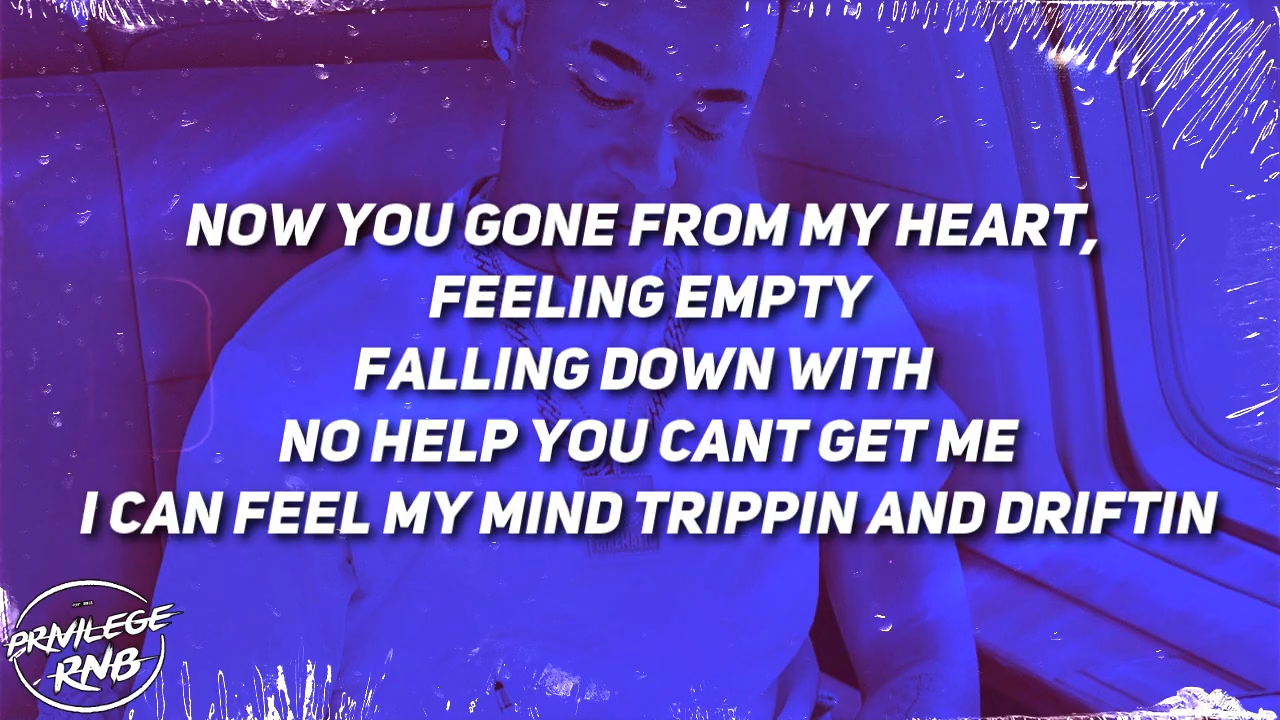 NOW YOU GONE FROM MY HEART,
FEELING EMPTY
FALLING DOWN WITH
NO HELP YOU CANT GET ME
I CAN FEEL MY MIND TRIPPIN AND DRIFTIN
PRIVILEGE
RNB